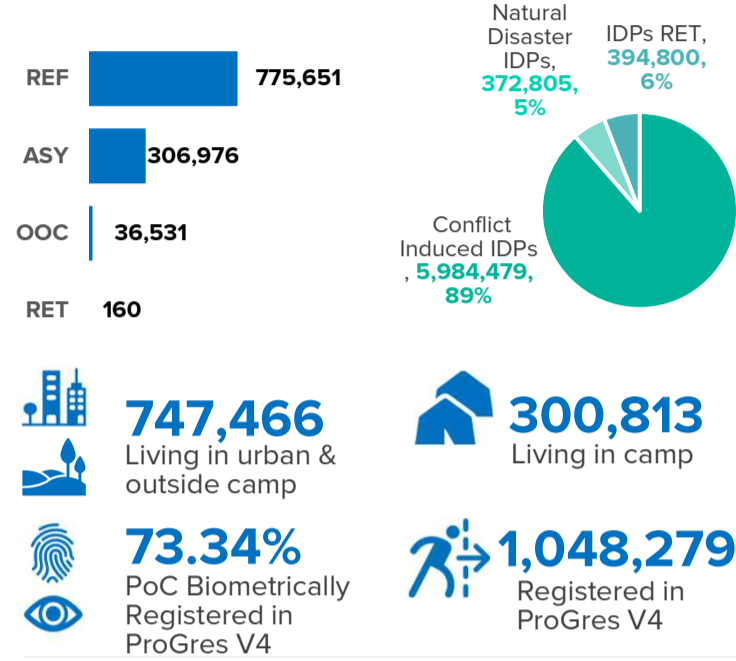 REF 775,651
ASY 306,976
OOC 36,531
RET 160
Natural
Disaster
IDPs,
372,805,
5%
IDPs RET,
394,800,
6%
Conflict
Induced IDPs
, 5,984,479,
89%
747,466
Living in urban &
outside camp
300,813
Living in camp
73.34%
PoC Biometrically
Registered in
ProGres V4
1,048,279
Registered in
ProGres V4